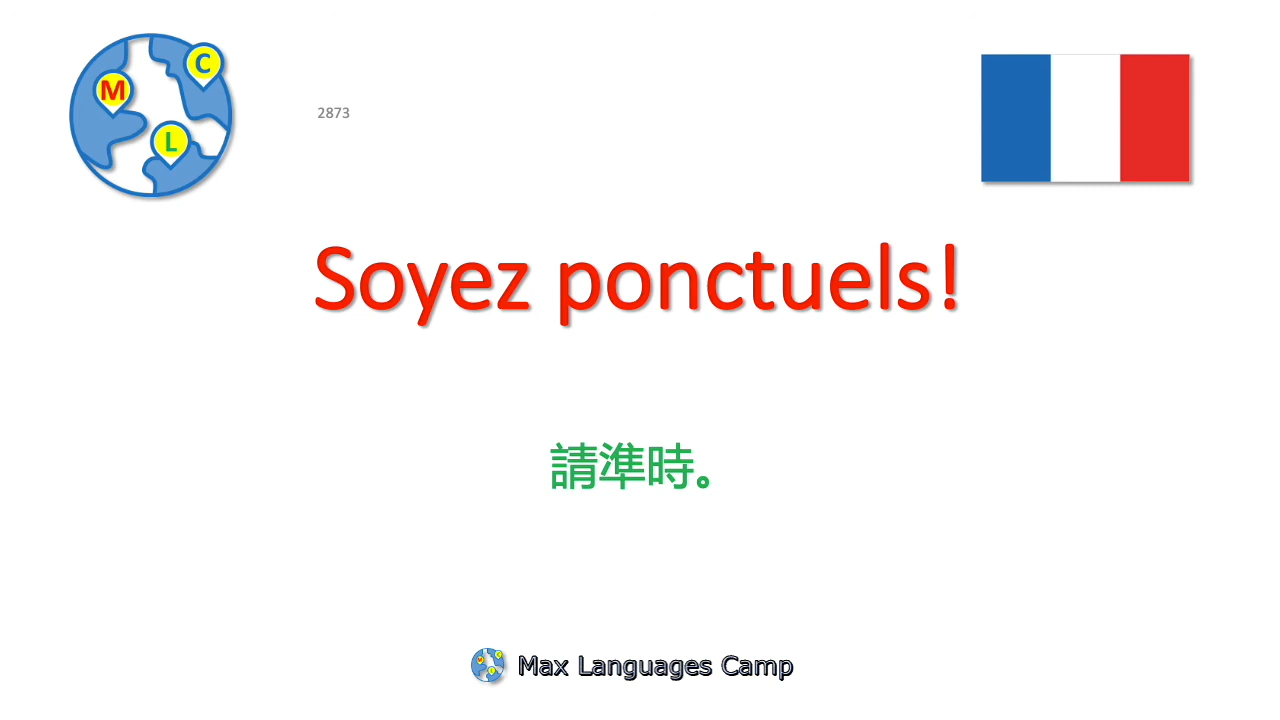 M
C
L
2873
Soyez ponctuels!
請準時。
Max Languages Camp